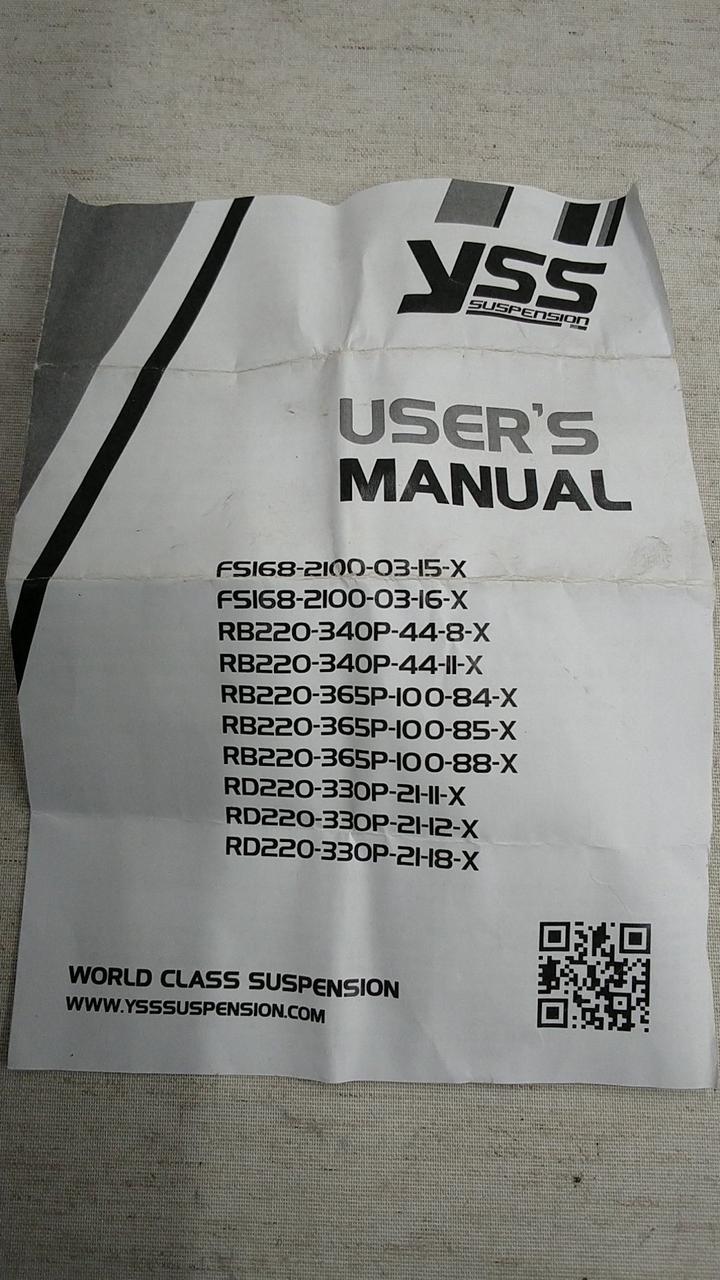 YSS
SUSPENSION
USER'S
MANUAL
FS168-2100-03-15-X
FS168-2100-03-16-X
RB220-340P-44-8-X
RB220-340P-44-11-X
RB220-365P-100-84-X
RB220-365P-100-85-X
RB220-365P-100-88-X
RD220-330P-21-11-X
RD220-330P-21-12-X
RD220-330P-21-18-X
WORLD CLASS SUSPENSION
WWW.YSSSUSPENSION.COM